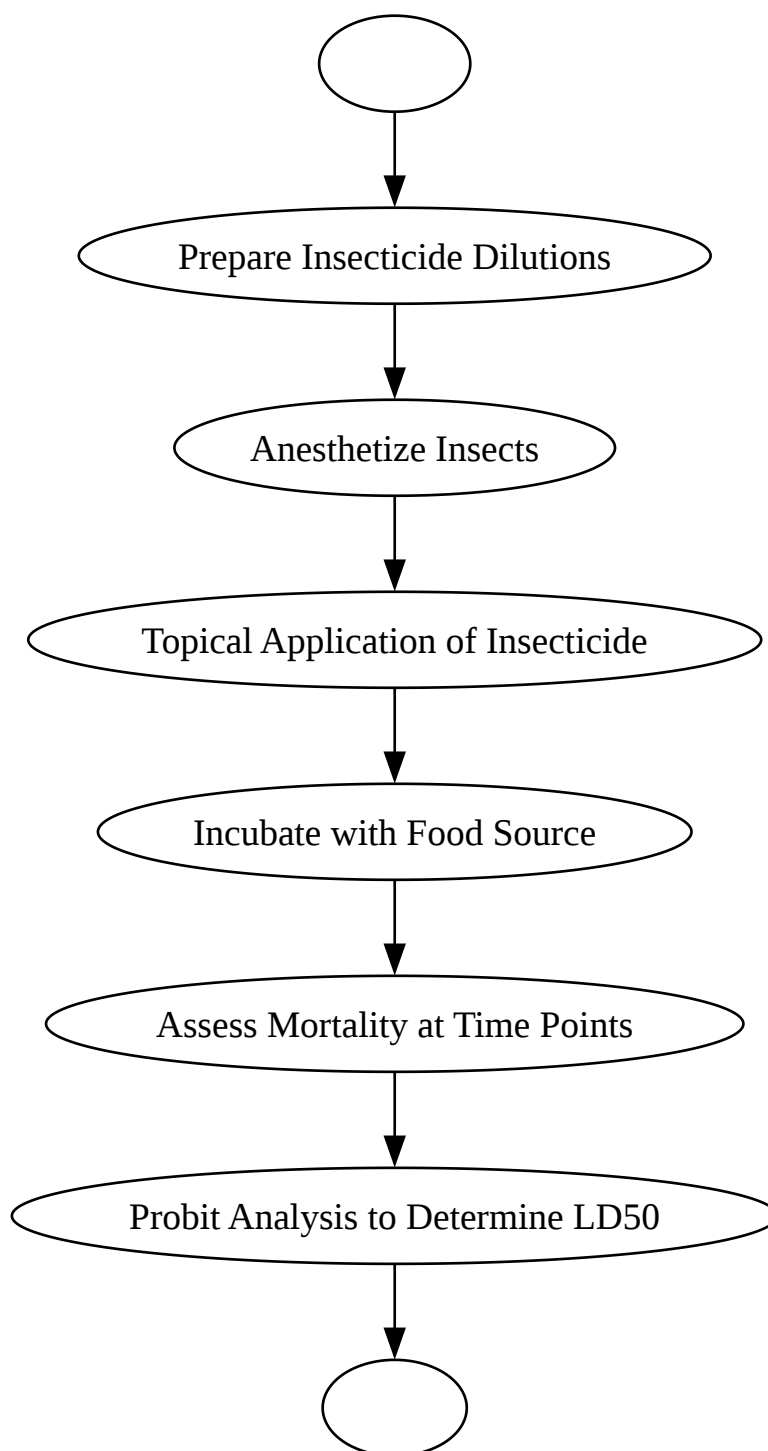 Prepare Insecticide Dilutions
Anesthetize Insects
Topical Application of Insecticide
Incubate with Food Source
Assess Mortality at Time Points
Probit Analysis to Determine LD50